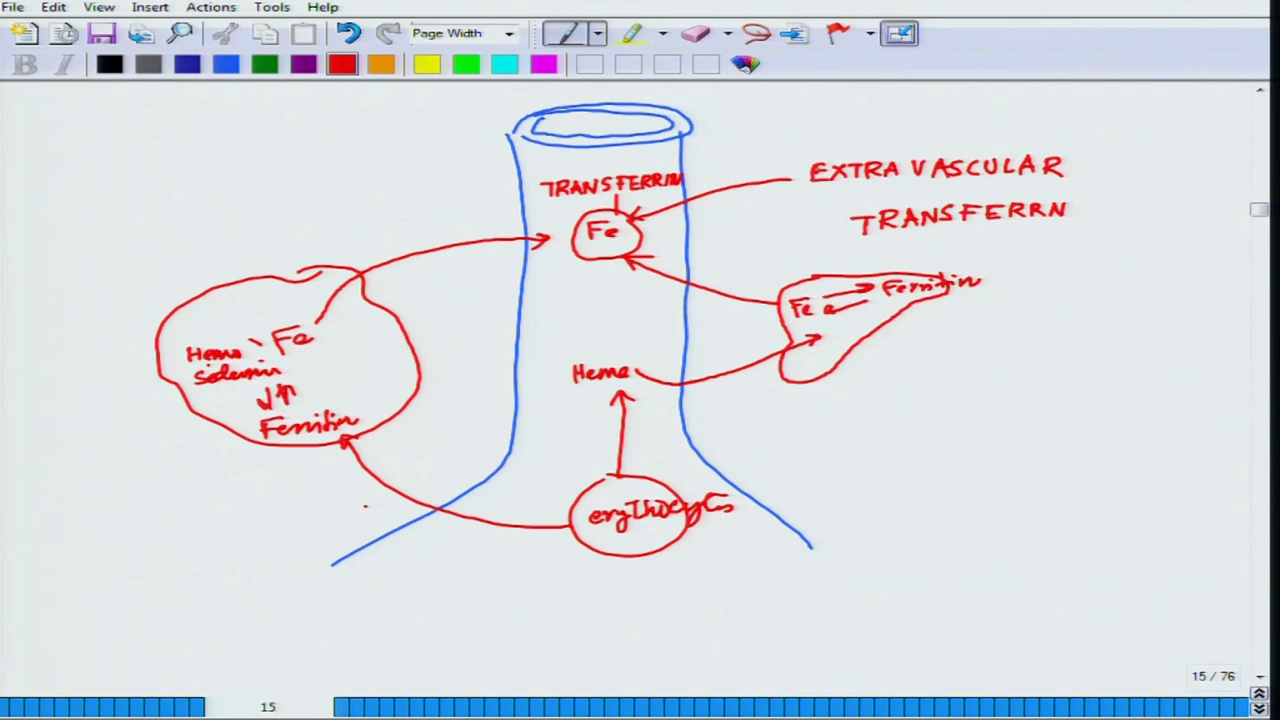 File Edit View Insert Actions Tools Help
Page Width
B I
TRANSFERRIN
EXTRA VASCULAR
TRANSFERRN
Fe
Fe
Ferritin
Fe
Hemo
Ferritin
Heme
erythrocytes
15 / 76
15